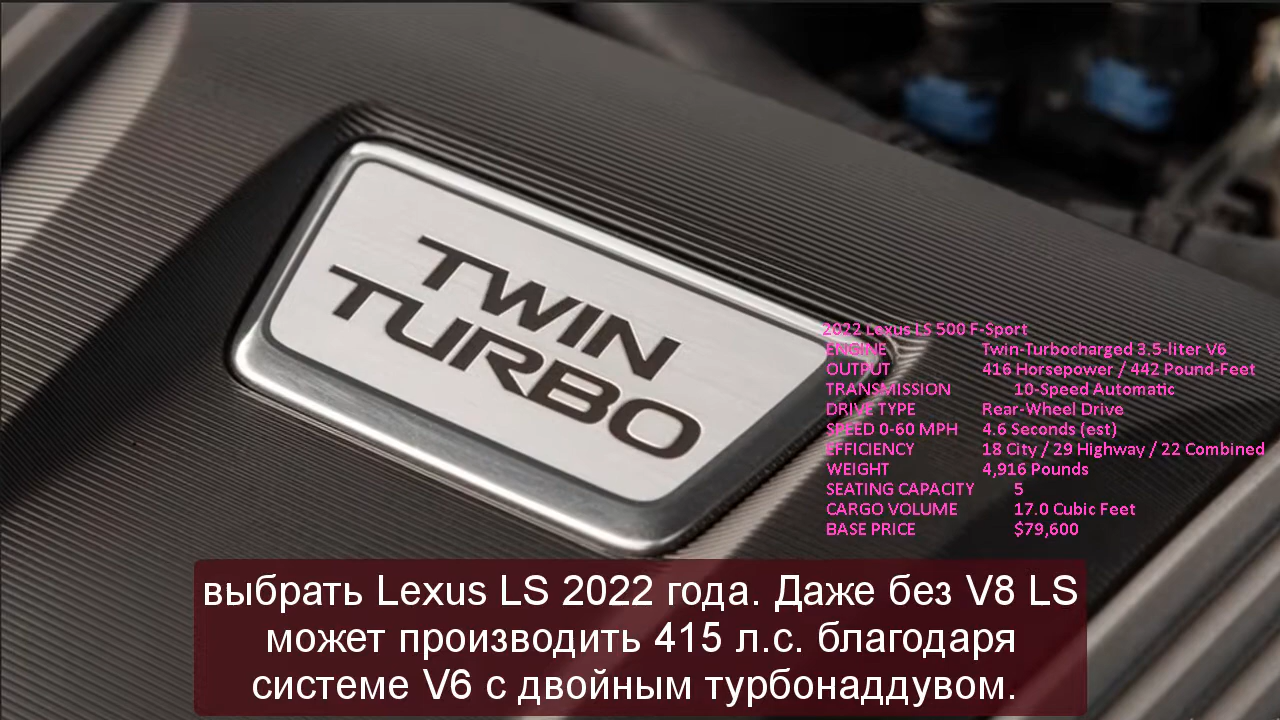 TWIN
TURBO
2022 Lexus LS 500 F-Sport
ENGINE Twin-Turbocharged 3.5-liter V6
OUTPUT 416 Horsepower / 442 Pound-Feet
TRANSMISSION 10-Speed Automatic
DRIVE TYPE Rear-Wheel Drive
SPEED 0-60 MPH 4.6 Seconds (est)
EFFICIENCY 18 City / 29 Highway / 22 Combined
WEIGHT 4,916 Pounds
SEATING CAPACITY 5
CARGO VOLUME 17.0 Cubic Feet
BASE PRICE $79,600
выбрать Lexus LS 2022 года. Даже без V8 LS
может производить 415 л.с. благодаря
системе V6 с двойным турбонаддувом.